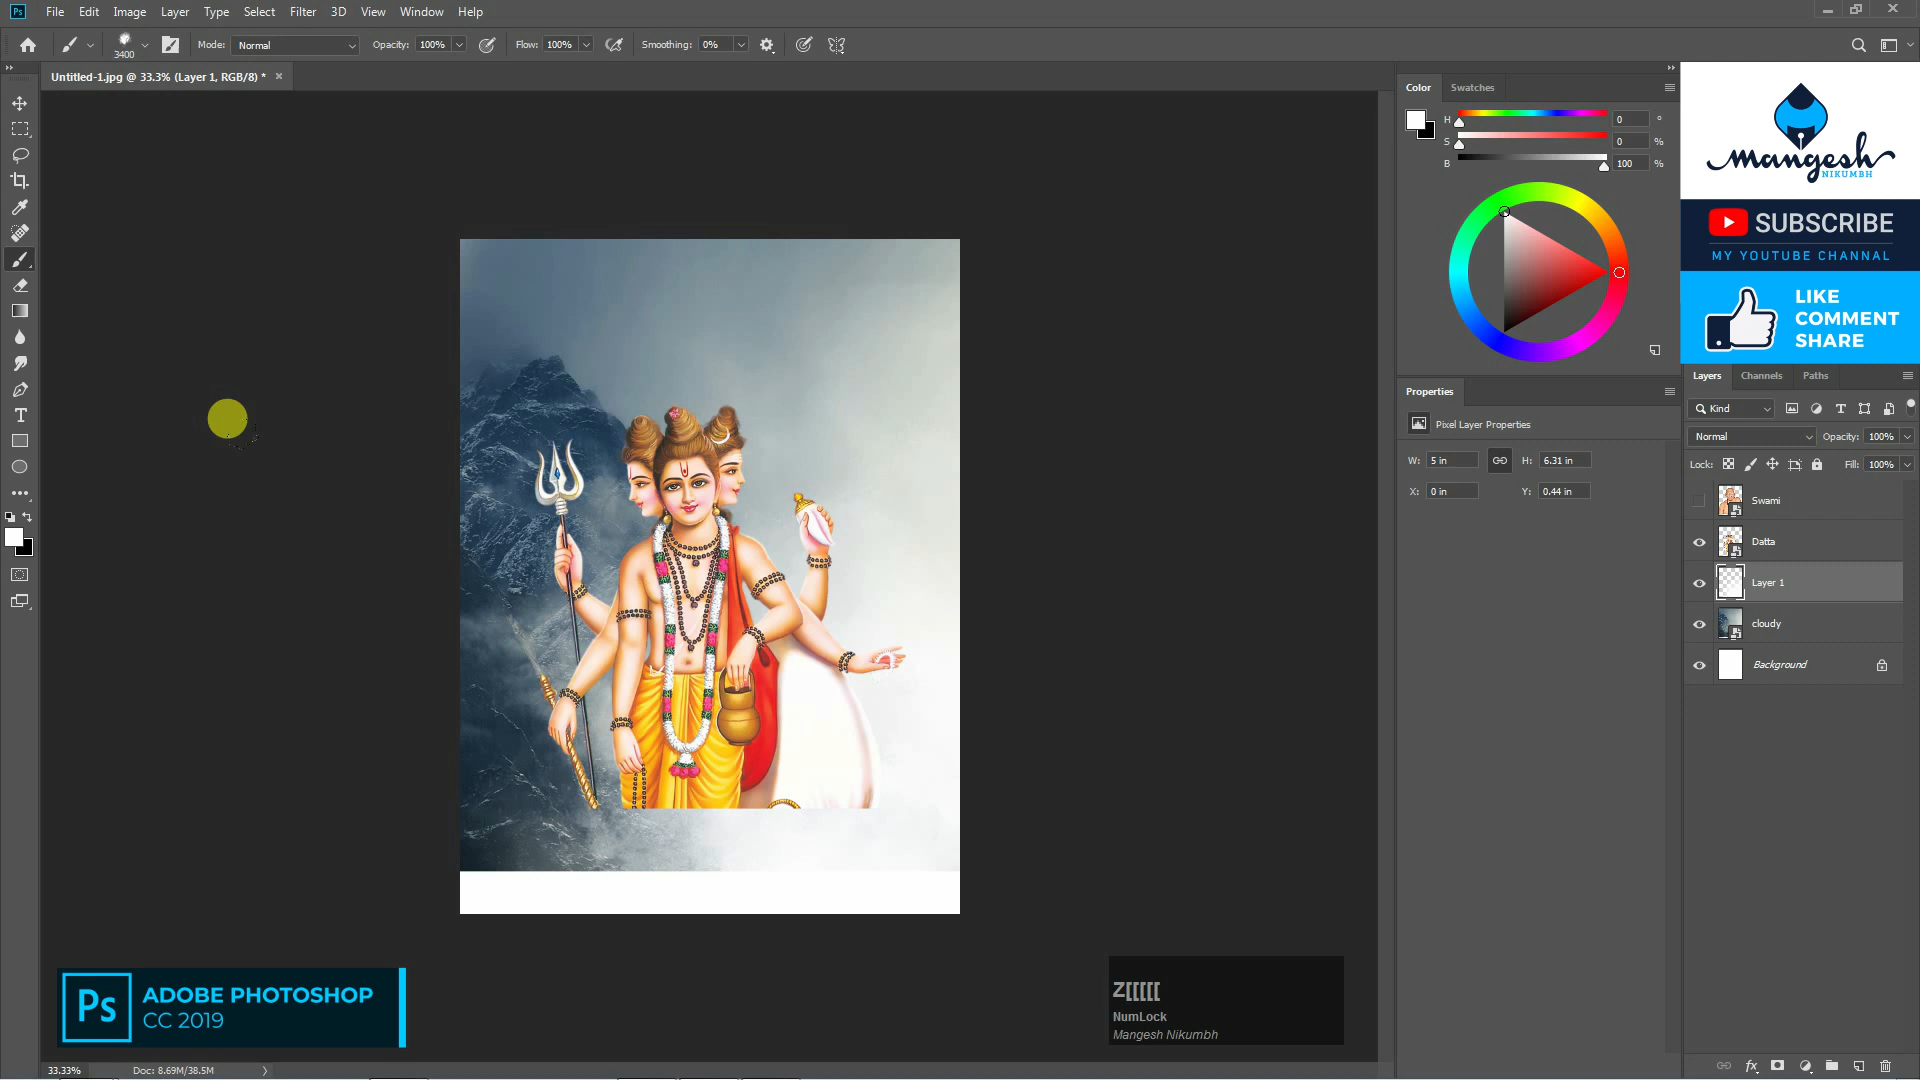 Ps File Edit Image Layer Type Select Filter 3D View Window Help
3400 Mode: Normal Opacity: 100% Flow: 100% Smoothing: 0%
Untitled-1.jpg @ 33.3% (Layer 1, RGB/8) * ×
Color Swatches
H 0 °
S 0 %
B 100 %
mangesh
NIKUMBH
SUBSCRIBE
MY YOUTUBE CHANNEL
LIKE
COMMENT
SHARE
Layers Channels Paths
Kind
Normal Opacity: 100%
Lock: Fill: 100%
Swami
Datta
Layer 1
cloudy
Background
Properties
Pixel Layer Properties
W: 5 in H: 6.31 in
X: 0 in Y: 0.44 in
Ps ADOBE PHOTOSHOP
CC 2019
Z[[[[[
NumLock
Mangesh Nikumbh
33.33% Doc: 8.69M/38.5M
fx